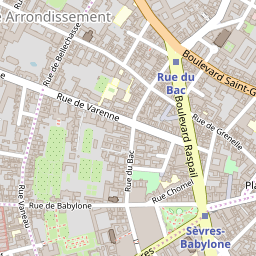 e Arrondissement
Rue de Bellechasse
Boulevard Saint-G
Rue du
Bac
Rue de Varenne
Boulevard Raspail
Rue de Grenelle
Rue du Bac
Rue Vaneau
Rue Chomel
Pla
Rue de Babylone
Sèvres-
Babylone